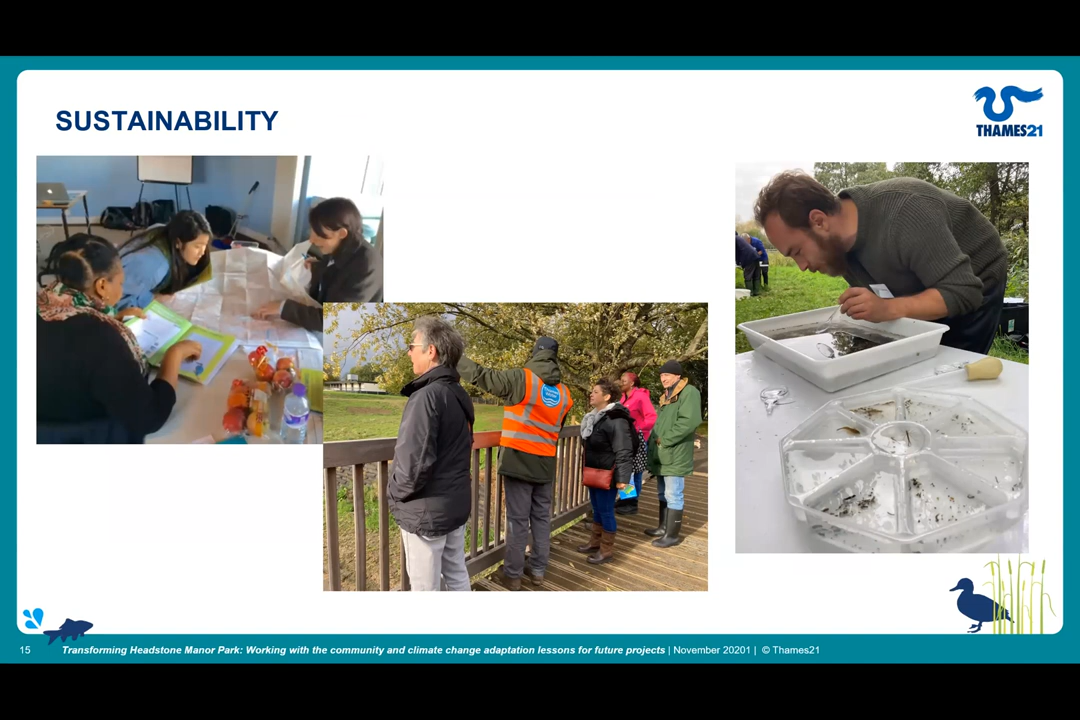 SUSTAINABILITY
THAMES21
15 Transforming Headstone Manor Park: Working with the community and climate change adaptation lessons for future projects | November 20201 | © Thames21